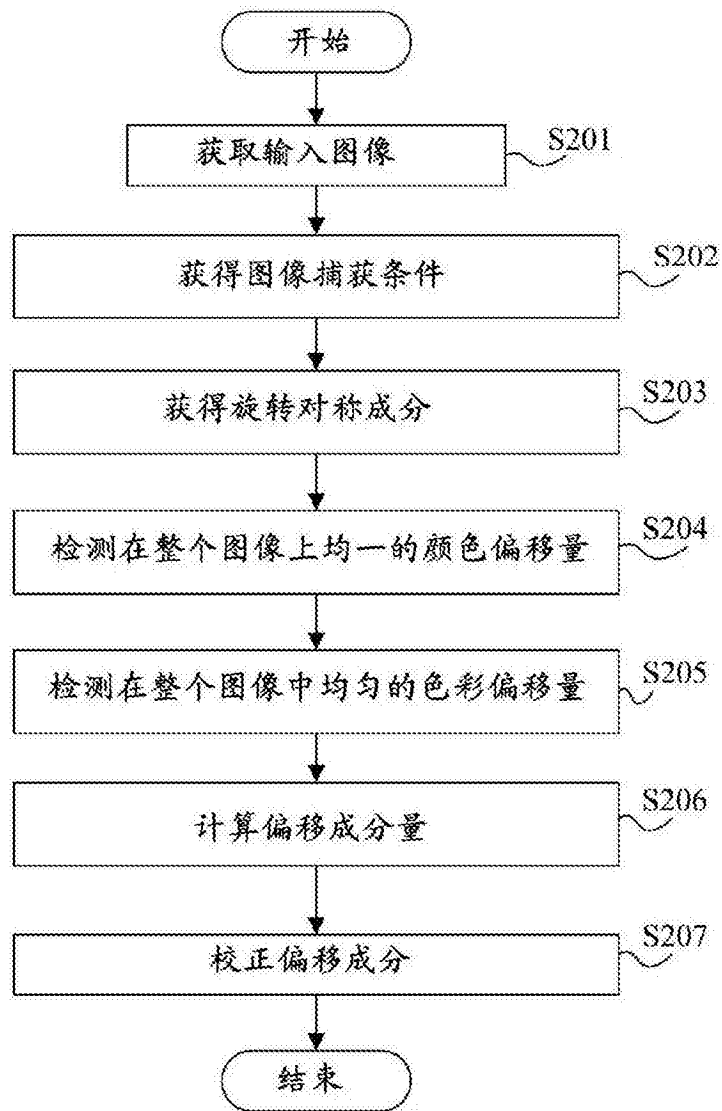 开始
获取输入图像
S201
获得图像捕获条件
S202
获得旋转对称成分
S203
检测在整个图像上均一的颜色偏移量
S204
检测在整个图像中均匀的色彩偏移量
S205
计算偏移成分量
S206
校正偏移成分
S207
结束